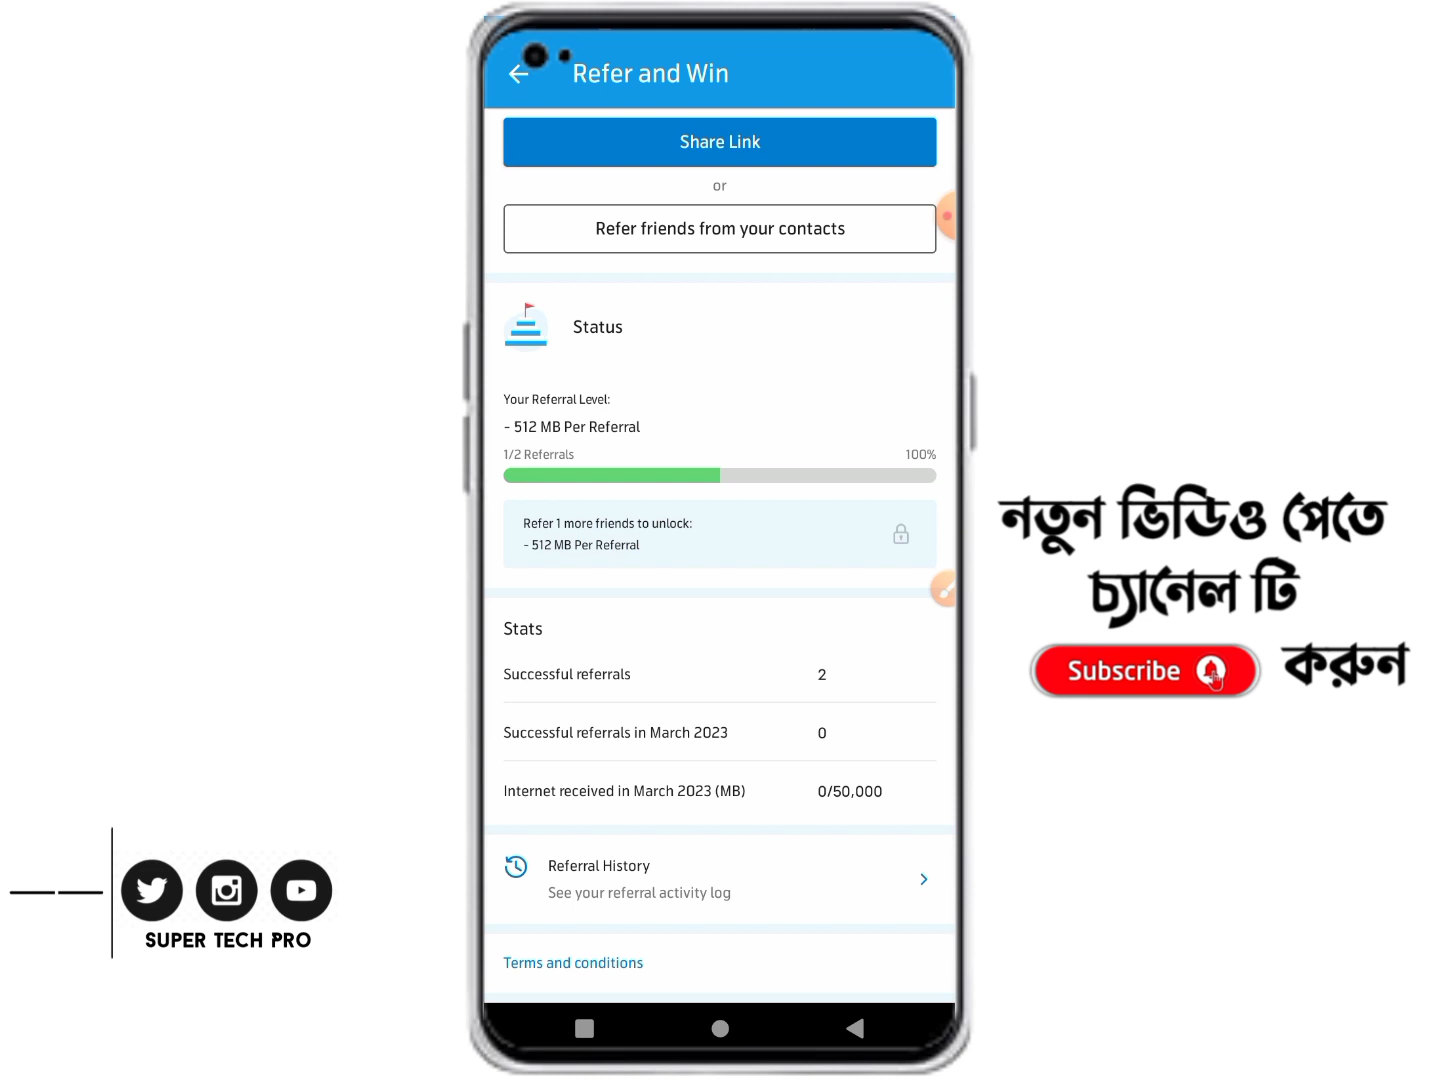 Refer and Win
Share Link
or
Refer friends from your contacts
Status
Your Referral Level:
- 512 MB Per Referral
1/2 Referrals 100%
Refer 1 more friends to unlock:
- 512 MB Per Referral
Stats
Successful referrals 2
Successful referrals in March 2023 0
Internet received in March 2023 (MB) 0/50,000
Referral History
See your referral activity log
Terms and conditions
নতুন ভিডিও পেতে
চ্যানেল টি
Subscribe করুন
SUPER TECH PRO